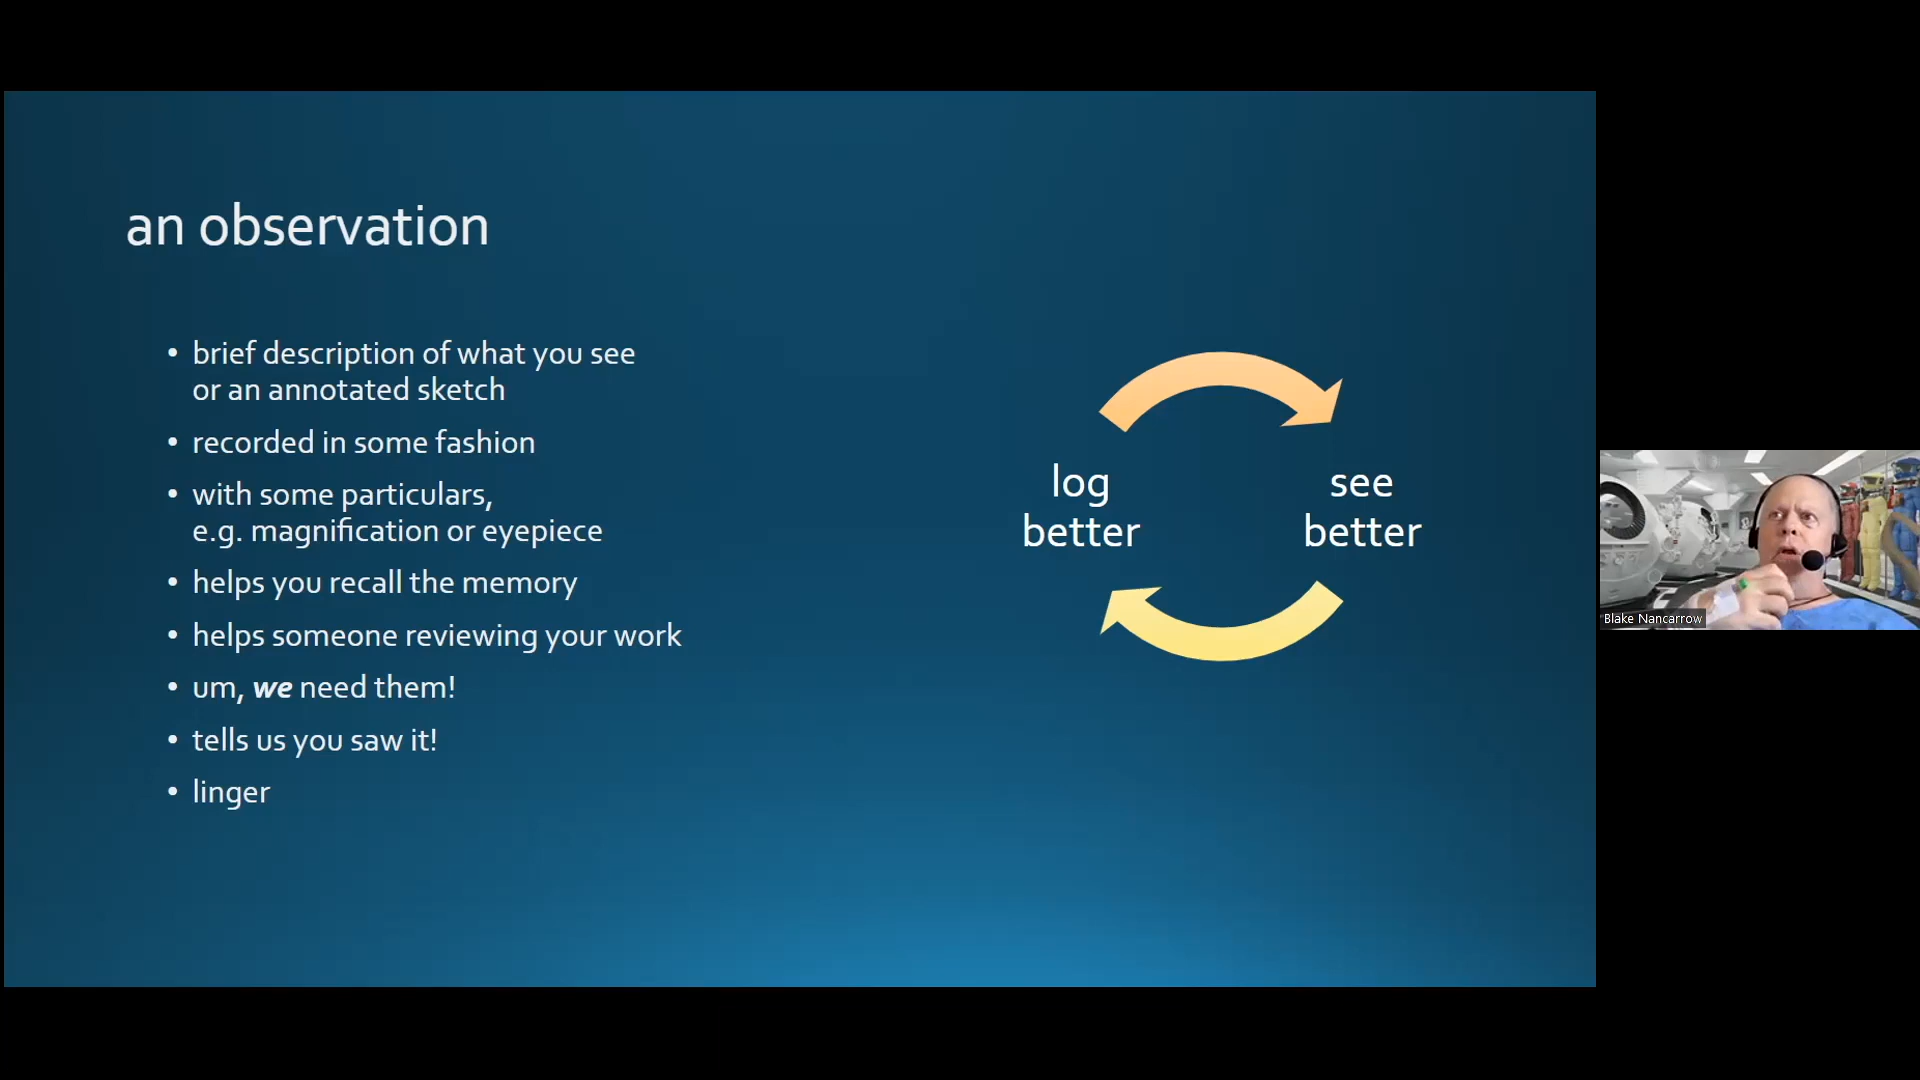 an observation
• brief description of what you see
or an annotated sketch
• recorded in some fashion
• with some particulars,
e.g. magnification or eyepiece
• helps you recall the memory
• helps someone reviewing your work
• um, we need them!
• tells us you saw it!
• linger
log
better
see
better
Blake Nancarrow